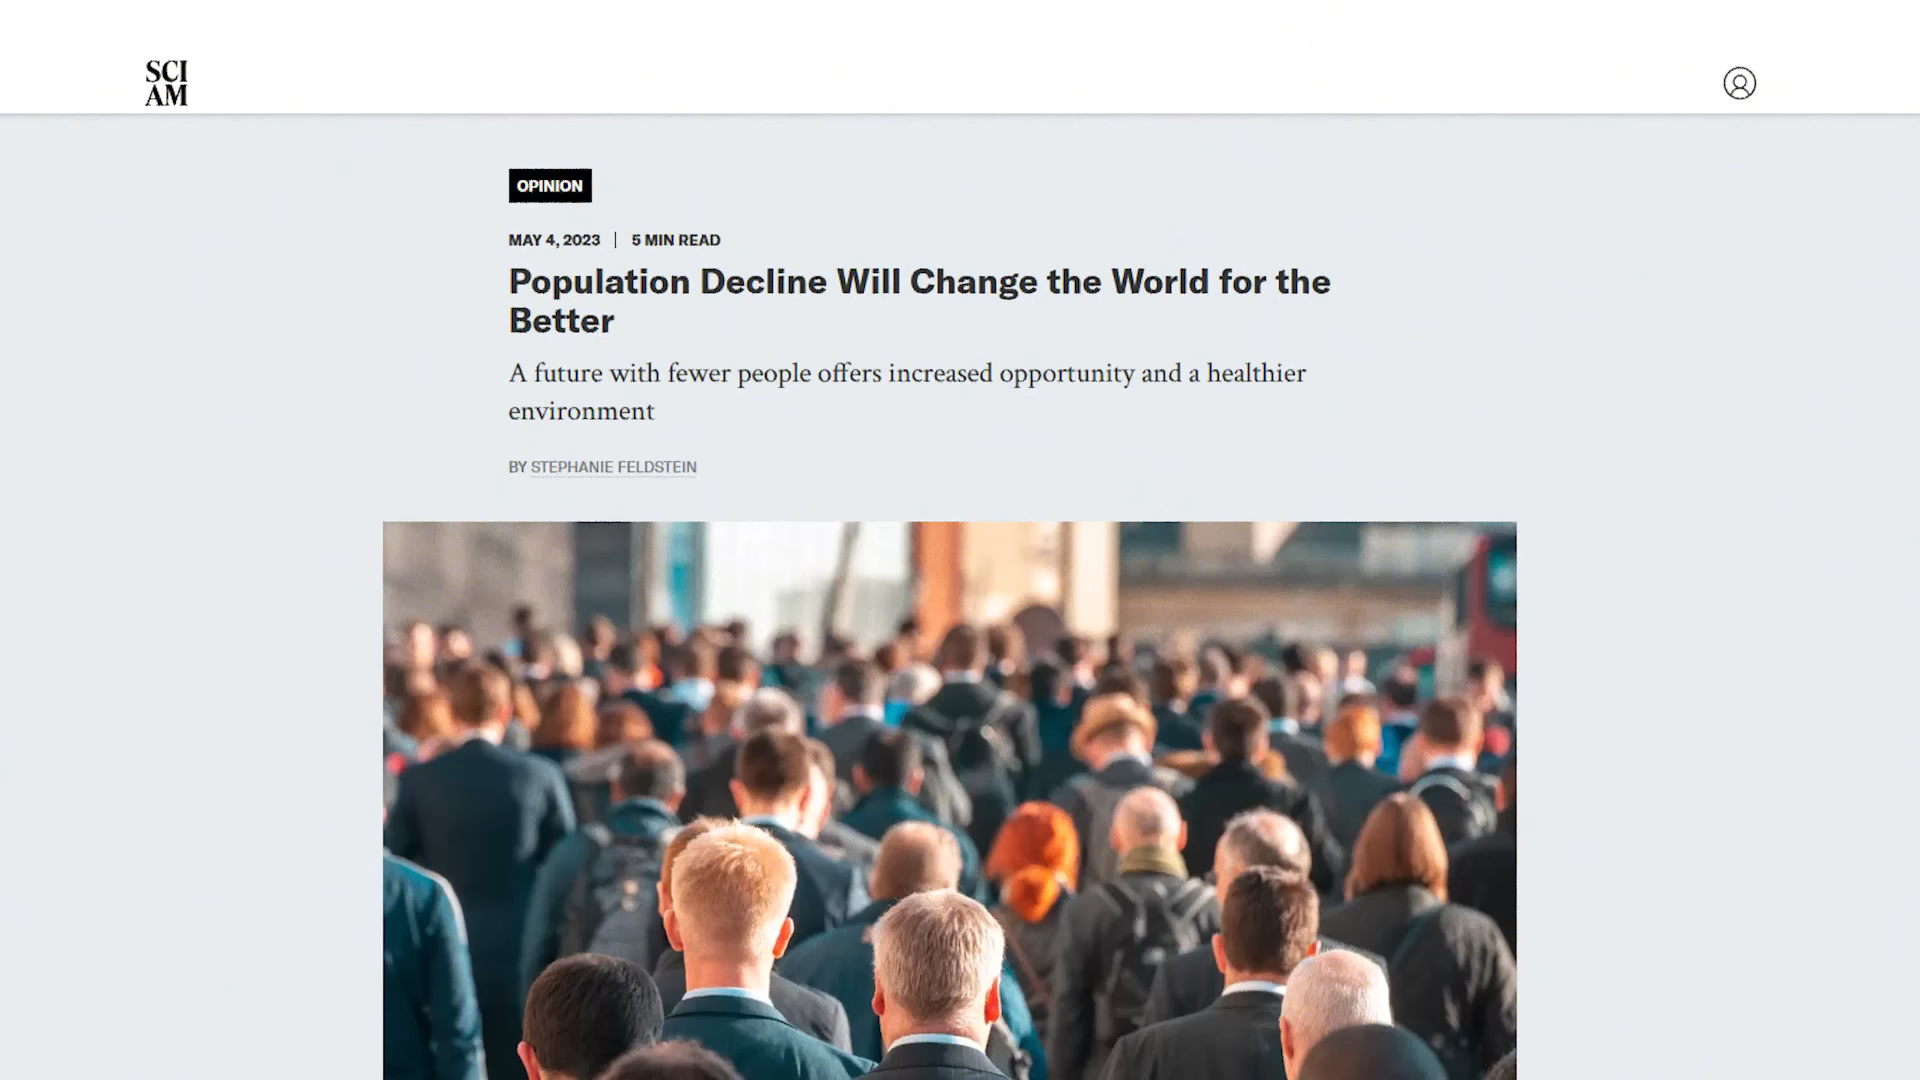 SCI
AM
OPINION
MAY 4, 2023 | 5 MIN READ
Population Decline Will Change the World for the
Better
A future with fewer people offers increased opportunity and a healthier
environment
BY STEPHANIE FELDSTEIN